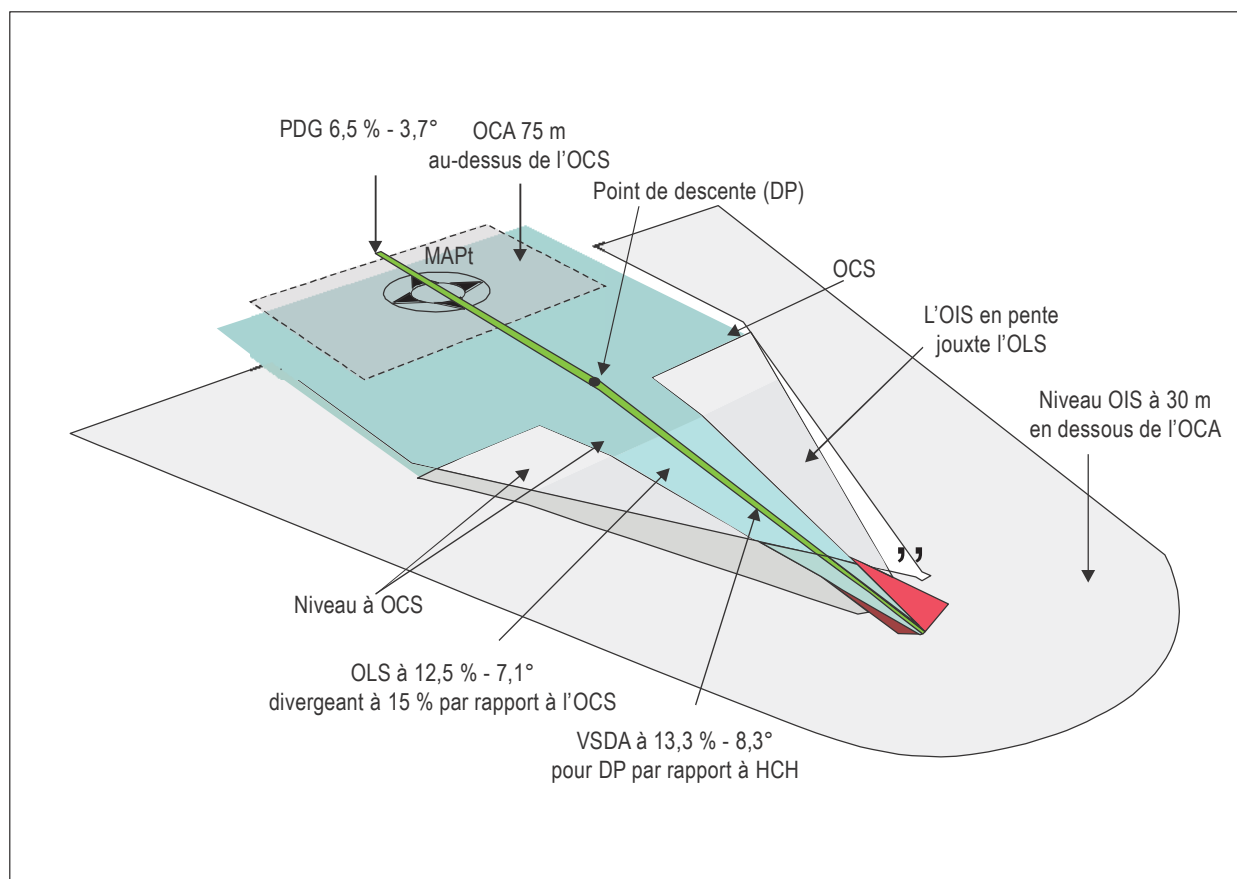 PDG 6,5 % - 3,7°
OCA 75 m
au-dessus de l’OCS
Point de descente (DP)
MAPt
OCS
L’OIS en pente
jouxte l’OLS
Niveau OIS à 30 m
en dessous de l’OCA
Niveau à OCS
OLS à 12,5 % - 7,1°
divergeant à 15 % par rapport à l’OCS
VSDA à 13,3 % - 8,3°
pour DP par rapport à HCH